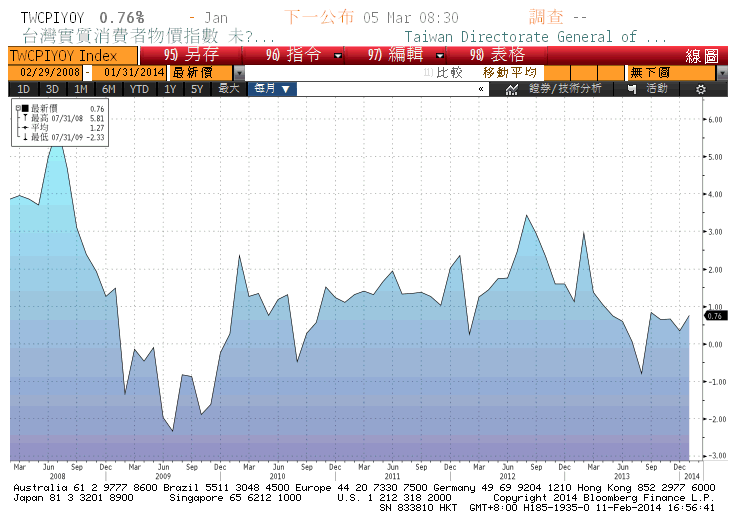 TWCPIYOY 0.76% - Jan 下一公布 05 Mar 08:30 調查 --
台灣實質消費者物價指數 未?... Taiwan Directorate General of ...
TWCPIYOY Index 95) 另存 96) 指令 97) 編輯 98) 表格 線圖
02/29/2008 - 01/31/2014 最新價 比較 移動平均 無下圖
1D 3D 1M 6M YTD 1Y 5Y 最大 每月 ▼ « 證券/技術分析 活動
最新價 0.76
最高 07/31/08 5.81
平均 1.27
最低 07/31/09 -2.33
6.00
5.00
4.00
3.00
2.00
1.00
0.76
0.00
-1.00
-2.00
-3.00
Mar Jun Sep Dec Mar Jun Sep Dec Mar Jun Sep Dec Mar Jun Sep Dec Mar Jun Sep Dec Mar Jun Sep Dec
2008 2009 2010 2011 2012 2013 2014
Australia 61 2 9777 8600 Brazil 5511 3048 4500 Europe 44 20 7330 7500 Germany 49 69 9204 1210 Hong Kong 852 2977 6000
Japan 81 3 3201 8900 Singapore 65 6212 1000 U.S. 1 212 318 2000 Copyright 2014 Bloomberg Finance L.P.
SN 833810 HKT GMT+8:00 H185-1935-0 11-Feb-2014 16:56:41